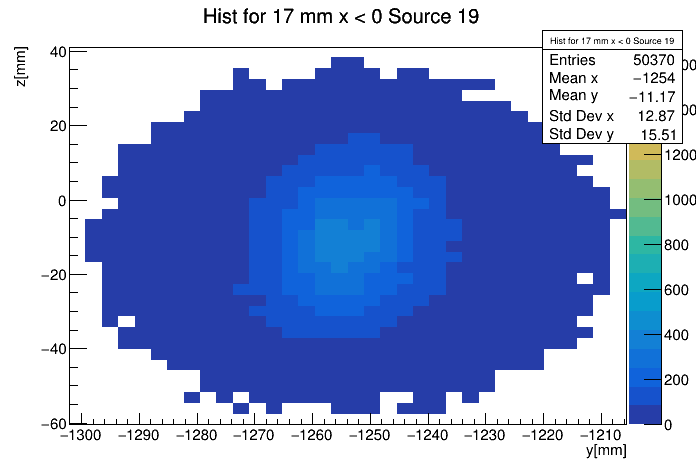 Hist for 17 mm x < 0 Source 19
Hist for 17 mm x < 0 Source 19
Entries 50370
Mean x −1254
Mean y −11.17
Std Dev x 12.87
Std Dev y 15.51
z[mm]
40
20
0
−20
−40
−60
−1300 −1290 −1280 −1270 −1260 −1250 −1240 −1230 −1220 −1210
y[mm]
1200
1000
800
600
400
200
0